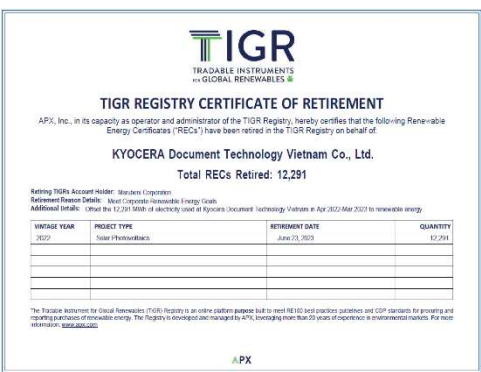 TIGR
TRADABLE INSTRUMENTS
FOR GLOBAL RENEWABLES
TIGR REGISTRY CERTIFICATE OF RETIREMENT
APX, Inc., in its capacity as operator and administrator of the TIGR Registry, hereby certifies that the following Renewable
Energy Certificates ("RECs") have been retired in the TIGR Registry on behalf of.
KYOCERA Document Technology Vietnam Co., Ltd.
Total RECs Retired: 12,291
Retiring TIGRs Account Holder: Marubeni Corporation
Retirement Reason Details: Meet Corporate Renewable Energy Goals
Additional Details: Offset the 12,291 MWh of electricity used at Kyocera Document Technology Vietnam in Apr 2022-Mar 2023 to renewable energy.
VINTAGE YEAR PROJECT TYPE RETIREMENT DATE QUANTITY
2022 Solar Photovoltaics June 23, 2023 12,291
The Tradable Instrument for Global Renewables (TIGR) Registry is an online platform purpose built to meet RE100 best practices guidelines and CDP standards for procuring and
reporting purchases of renewable energy. The Registry is developed and managed by APX, leveraging more than 20 years of experience in environmental markets. For more
information, www.apx.com
APX